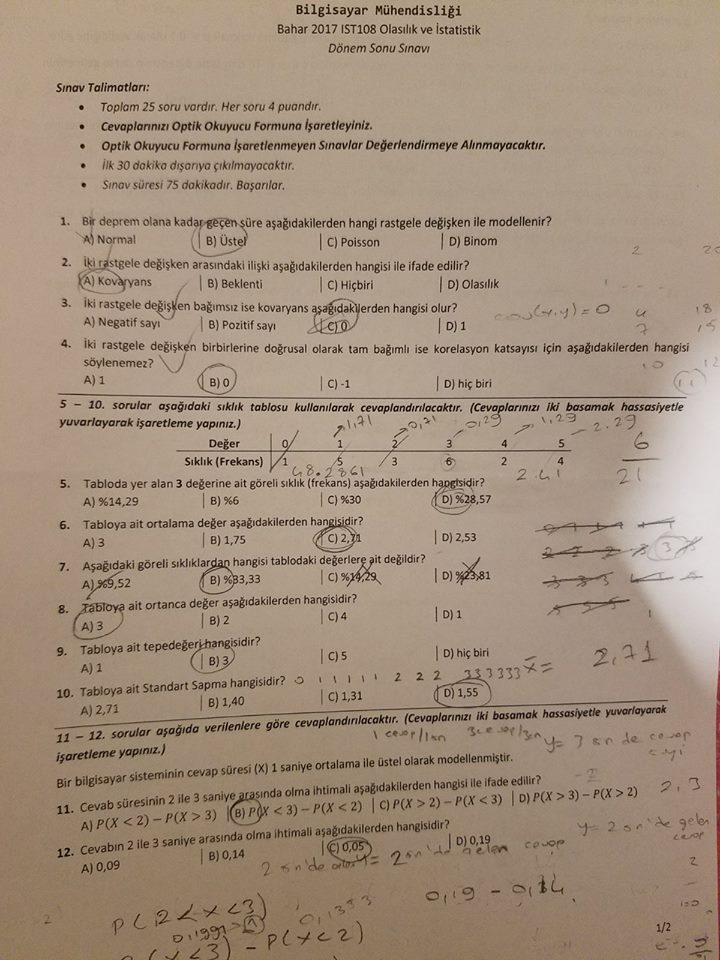 Bilgisayar Mühendisliği
Bahar 2017 IST108 Olasılık ve İstatistik
Dönem Sonu Sınavı
Sınav Talimatları:
• Toplam 25 soru vardır. Her soru 4 puandır.
• Cevaplarınızı Optik Okuyucu Formuna İşaretleyiniz.
• Optik Okuyucu Formuna İşaretlenmeyen Sınavlar Değerlendirmeye Alınmayacaktır.
• İlk 30 dakika dışarıya çıkılmayacaktır.
• Sınav süresi 75 dakikadır. Başarılar.
1. Bir deprem olana kadar geçen süre aşağıdakilerden hangi rastgele değişken ile modellenir?
A) Normal | B) Üstel | C) Poisson | D) Binom
2. İki rastgele değişken arasındaki ilişki aşağıdakilerden hangisi ile ifade edilir?
A) Kovaryans | B) Beklenti | C) Hiçbiri | D) Olasılık
3. İki rastgele değişken bağımsız ise kovaryans aşağıdakilerden hangisi olur?
A) Negatif sayı | B) Pozitif sayı | C) 0 | D) 1
cov(x,y)=0
4. İki rastgele değişken birbirlerine doğrusal olarak tam bağımlı ise korelasyon katsayısı için aşağıdakilerden hangisi
söylenemez?
A) 1 | B) 0 | C) -1 | D) hiç biri
5 – 10. sorular aşağıdaki sıklık tablosu kullanılarak cevaplandırılacaktır. (Cevaplarınızı iki basamak hassasiyetle
yuvarlayarak işaretleme yapınız.)
1,71 0,71 0,29 1,29 2.29
Değer 0 1 2 3 4 5
Sıklık (Frekans) 1 5 3 6 2 4
6
21
48.2861 2.41
5. Tabloda yer alan 3 değerine ait göreli sıklık (frekans) aşağıdakilerden hangisidir?
A) %14,29 | B) %6 | C) %30 | D) %28,57
6. Tabloya ait ortalama değer aşağıdakilerden hangisidir?
A) 3 | B) 1,75 | C) 2,71 | D) 2,53
7. Aşağıdaki göreli sıklıklardan hangisi tablodaki değerlere ait değildir?
A) %9,52 | B) %33,33 | C) %14,29 | D) %23,81
8. Tabloya ait ortanca değer aşağıdakilerden hangisidir?
A) 3 | B) 2 | C) 4 | D) 1
9. Tabloya ait tepedeğeri hangisidir?
A) 1 | B) 3 | C) 5 | D) hiç biri
0 1 1 1 1 1 2 2 2 333333 x̄ = 2,71
10. Tabloya ait Standart Sapma hangisidir?
A) 2,71 | B) 1,40 | C) 1,31 | D) 1,55
11 – 12. sorular aşağıda verilenlere göre cevaplandırılacaktır. (Cevaplarınızı iki basamak hassasiyetle yuvarlayarak
işaretleme yapınız.)
1 cevap/1sn 3 cevap/3sn y= 3 sn de cevap
Bir bilgisayar sisteminin cevap süresi (X) 1 saniye ortalama ile üstel olarak modellenmiştir.
11. Cevab süresinin 2 ile 3 saniye arasında olma ihtimali aşağıdakilerden hangisi ile ifade edilir?
A) P(X < 2) − P(X > 3) | B) P(X < 3) − P(X < 2) | C) P(X > 2) − P(X < 3) | D) P(X > 3) − P(X > 2)
2,3
12. Cevabın 2 ile 3 saniye arasında olma ihtimali aşağıdakilerden hangisidir?
A) 0,09 | B) 0,14 | C) 0,05 | D) 0,19
y= 2 sn'de gelen cevap
2 sn'de y= 2 sn'de gelen cevap
0,19 - 0,14
P(2<x<3) 0,1353
0,1991
P(x<3) - P(x<2)
1/2